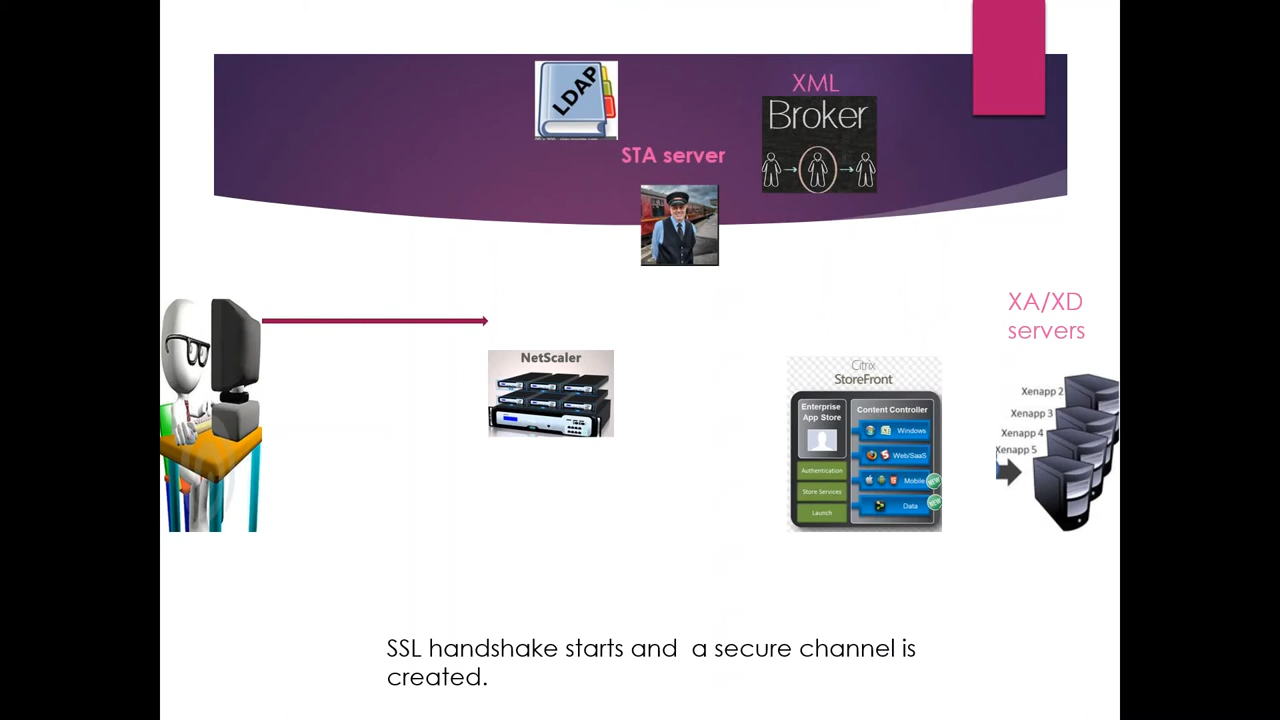 LDAP
XML
Broker
STA server
XA/XD
servers
NetScaler
Citrix
StoreFront
Enterprise
App Store
Content Controller
Windows
Web/SaaS
Authentication
Mobile
NEW
Store Services
Data
NEW
Launch
Xenapp 2
Xenapp 3
Xenapp 4
Xenapp 5
SSL handshake starts and  a secure channel is
created.